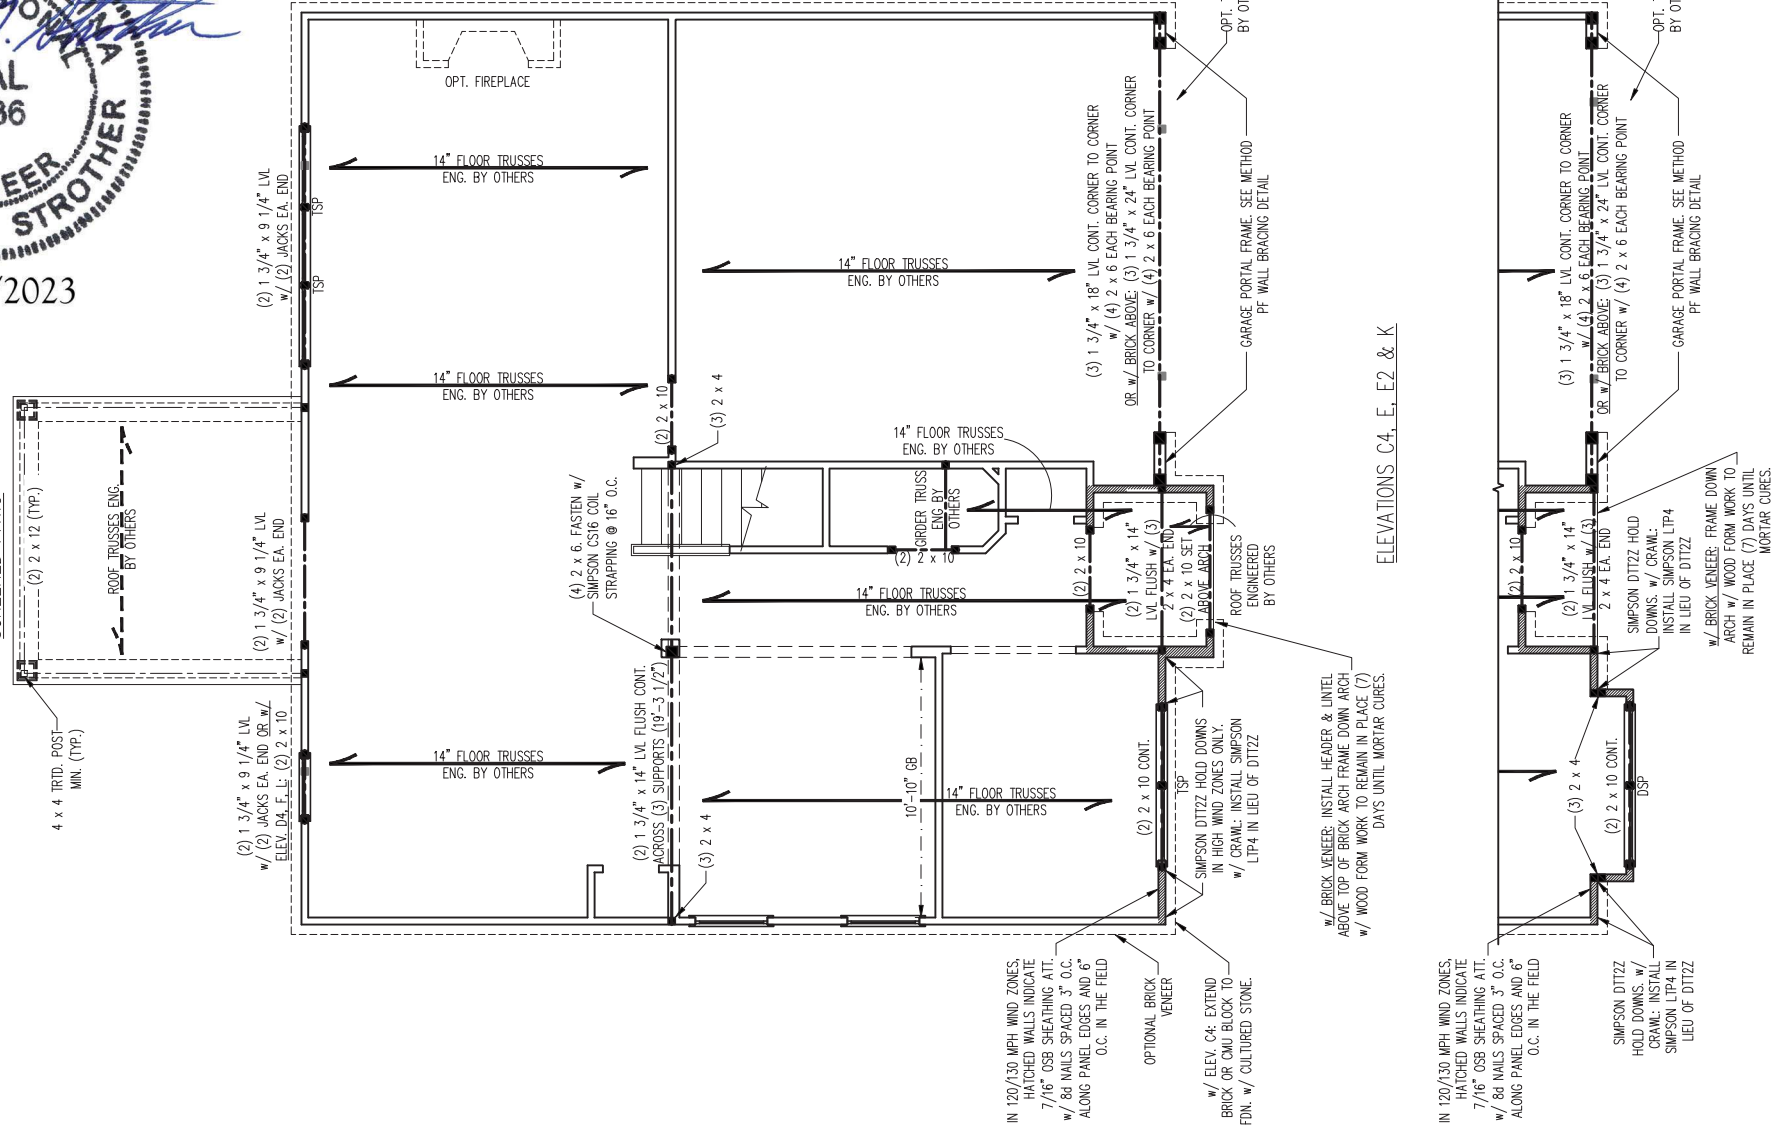 EER
STROTHER
/2023
OPT. FIREPLACE
(2) 1 3/4" x 9 1/4" LVL
w/ (2) JACKS EA. END
TSP
TSP
14" FLOOR TRUSSES
ENG. BY OTHERS
14" FLOOR TRUSSES
ENG. BY OTHERS
14" FLOOR TRUSSES
ENG. BY OTHERS
(2) 2 x 12 (TYP.)
ROOF TRUSSES ENG.
BY OTHERS
4 x 4 TRTD. POST
MIN. (TYP.)
(2) 1 3/4" x 9 1/4" LVL
w/ (2) JACKS EA. END
(2) 1 3/4" x 9 1/4" LVL
w/ (2) JACKS EA. END OR w/
ELEV. D4, F, L: (2) 2 x 10
14" FLOOR TRUSSES
ENG. BY OTHERS
(2) 2 x 10
(3) 2 x 4
(4) 2 x 6. FASTEN w/
SIMPSON CS16 COIL
STRAPPING @ 16" O.C.
14" FLOOR TRUSSES
ENG. BY OTHERS
GIRDER TRUSS
ENG BY
OTHERS
(2) 2 x 10
14" FLOOR TRUSSES
ENG. BY OTHERS
(2) 1 3/4" x 14" LVL FLUSH CONT.
ACROSS (3) SUPPORTS (19'-3 1/2")
(3) 2 x 4
10'-10" GB
14" FLOOR TRUSSES
ENG. BY OTHERS
(3) 1 3/4" x 18" LVL CONT. CORNER TO CORNER
w/ (4) 2 x 6 EACH BEARING POINT
OR w/ BRICK ABOVE: (3) 1 3/4" x 24" LVL CONT. CORNER
TO CORNER w/ (4) 2 x 6 EACH BEARING POINT
OPT.
GARAGE PORTAL FRAME. SEE METHOD
PF WALL BRACING DETAIL
(2) 2 x 10
(2) 1 3/4" x 14"
LVL FLUSH w/ (3)
2 x 4 EA. END
(2) 2 x 10 SET
ABOVE ARCH
ROOF TRUSSES
ENGINEERED
BY OTHERS
(2) 2 x 10 CONT.
TSP
SIMPSON DTT2Z HOLD DOWNS
IN HIGH WIND ZONES ONLY.
w/ CRAWL: INSTALL SIMPSON
LTP4 IN LIEU OF DTT2Z
w/ BRICK VENEER: INSTALL HEADER & LINTEL
ABOVE TOP OF BRICK ARCH FRAME DOWN ARCH
w/ WOOD FORM WORK TO REMAIN IN PLACE (7)
DAYS UNTIL MORTAR CURES.
IN 120/130 MPH WIND ZONES,
HATCHED WALLS INDICATE
7/16" OSB SHEATHING ATT.
w/ 8d NAILS SPACED 3" O.C.
ALONG PANEL EDGES AND 6"
O.C. IN THE FIELD
OPTIONAL BRICK
VENEER
w/ ELEV. C4: EXTEND
BRICK OR CMU BLOCK TO
FDN. w/ CULTURED STONE.
ELEVATIONS C4, E, E2 & K
(3) 1 3/4" x 18" LVL CONT. CORNER TO CORNER
w/ (4) 2 x 6 EACH BEARING POINT
OR w/ BRICK ABOVE: (3) 1 3/4" x 24" LVL CONT. CORNER
TO CORNER w/ (4) 2 x 6 EACH BEARING POINT
OPT.
GARAGE PORTAL FRAME. SEE METHOD
PF WALL BRACING DETAIL
(2) 2 x 10
(2) 1 3/4" x 14"
LVL FLUSH w/ (3)
2 x 4 EA. END
SIMPSON DTT2Z HOLD
DOWNS. w/ CRAWL:
INSTALL SIMPSON LTP4
IN LIEU OF DTT2Z
w/ BRICK VENEER: FRAME DOWN
ARCH w/ WOOD FORM WORK TO
REMAIN IN PLACE (7) DAYS UNTIL
MORTAR CURES.
(3) 2 x 4
(2) 2 x 10 CONT.
DSP
IN 120/130 MPH WIND ZONES,
HATCHED WALLS INDICATE
7/16" OSB SHEATHING ATT.
w/ 8d NAILS SPACED 3" O.C.
ALONG PANEL EDGES AND 6"
O.C. IN THE FIELD
SIMPSON DTT2Z
HOLD DOWNS. w/
CRAWL: INSTALL
SIMPSON LTP4 IN
LIEU OF DTT2Z